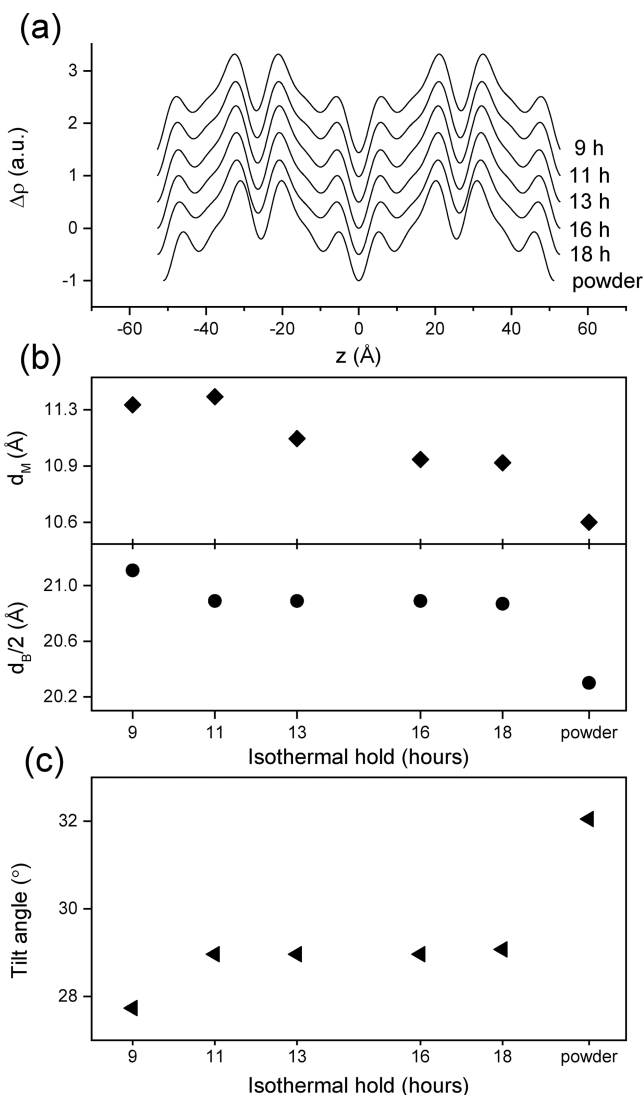 (a)
3
2
1
0
-1
Δρ (a.u.)
9 h
11 h
13 h
16 h
18 h
powder
-60 -40 -20 0 20 40 60
z (Å)
(b)
11.3
10.9
10.6
d_M (Å)
21.0
20.6
20.2
d_B/2 (Å)
9 11 13 16 18 powder
Isothermal hold (hours)
(c)
32
30
28
Tilt angle (°)
9 11 13 16 18 powder
Isothermal hold (hours)